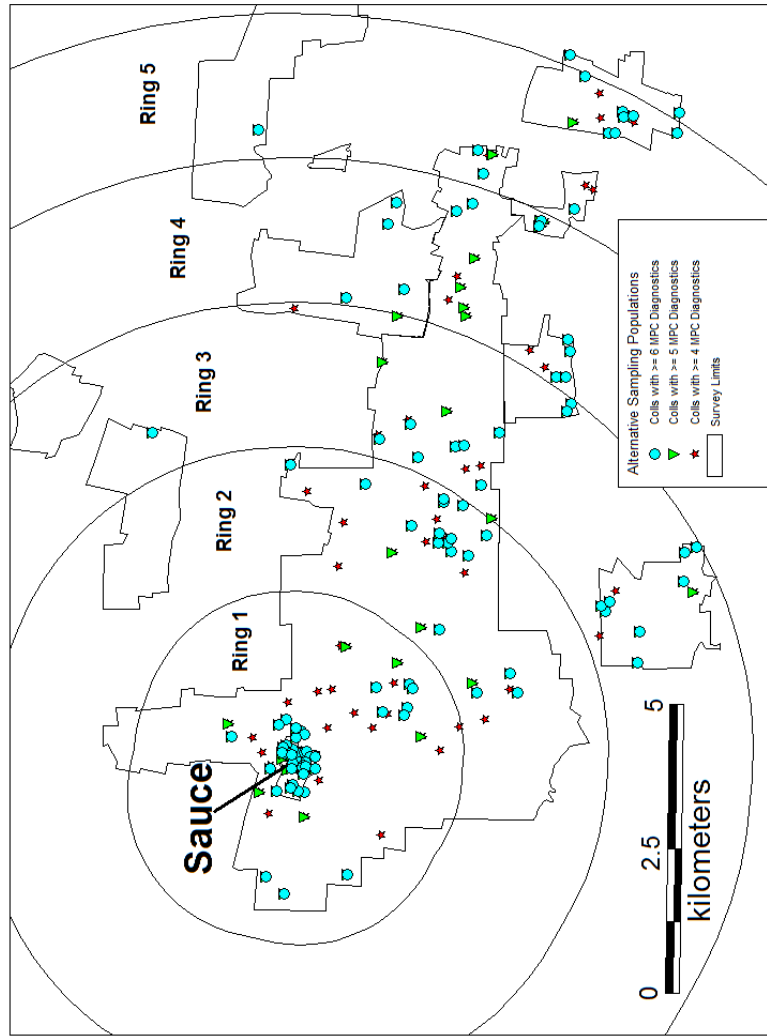 Ring 5
Ring 4
Ring 3
Ring 2
Ring 1
Sauce
Alternative Sampling Populations
Colls with >= 6 MPC Diagnostics
Colls with >= 5 MPC Diagnostics
Colls with >= 4 MPC Diagnostics
Survey Limits
0 2.5 5
kilometers